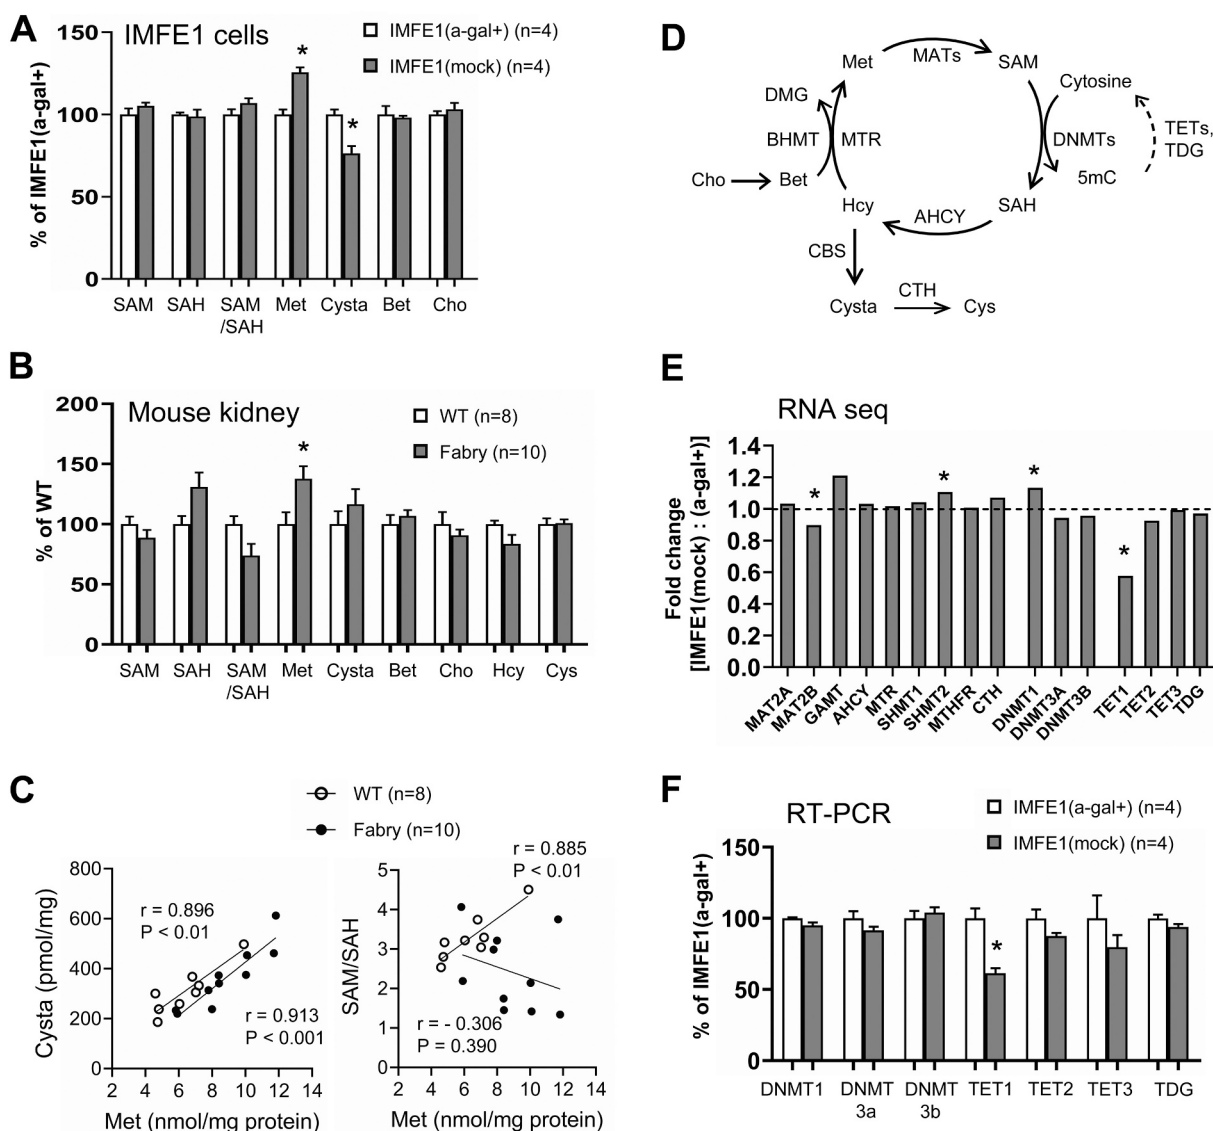 A
IMFE1 cells
IMFE1(a-gal+) (n=4)
IMFE1(mock) (n=4)
% of IMFE1(a-gal+)
150
100
50
0
*
*
SAM
SAH
SAM
/SAH
Met
Cysta
Bet
Cho
B
Mouse kidney
WT (n=8)
Fabry (n=10)
% of WT
200
150
100
50
0
*
SAM
SAH
SAM
/SAH
Met
Cysta
Bet
Cho
Hcy
Cys
C
WT (n=8)
Fabry (n=10)
Cysta (pmol/mg)
800
600
400
200
0
r = 0.896
P < 0.01
r = 0.913
P < 0.001
2 4 6 8 10 12 14
Met (nmol/mg protein)
SAM/SAH
5
4
3
2
1
0
r = 0.885
P < 0.01
r = - 0.306
P = 0.390
2 4 6 8 10 12 14
Met (nmol/mg protein)
D
Met
MATs
SAM
DMG
Cytosine
BHMT
MTR
DNMTs
TETs,
TDG
Cho
Bet
5mC
Hcy
AHCY
SAH
CBS
Cysta
CTH
Cys
E
RNA seq
Fold change
[IMFE1(mock) : (a-gal+)]
1.4
1.2
1.0
0.8
0.6
0.4
0.2
0.0
*
*
*
*
MAT2A
MAT2B
GAMT
AHCY
MTR
SHMT1
SHMT2
MTHFR
CTH
DNMT1
DNMT3A
DNMT3B
TET1
TET2
TET3
TDG
F
RT-PCR
IMFE1(a-gal+) (n=4)
IMFE1(mock) (n=4)
% of IMFE1(a-gal+)
150
100
50
0
*
DNMT1
DNMT
3a
DNMT
3b
TET1
TET2
TET3
TDG